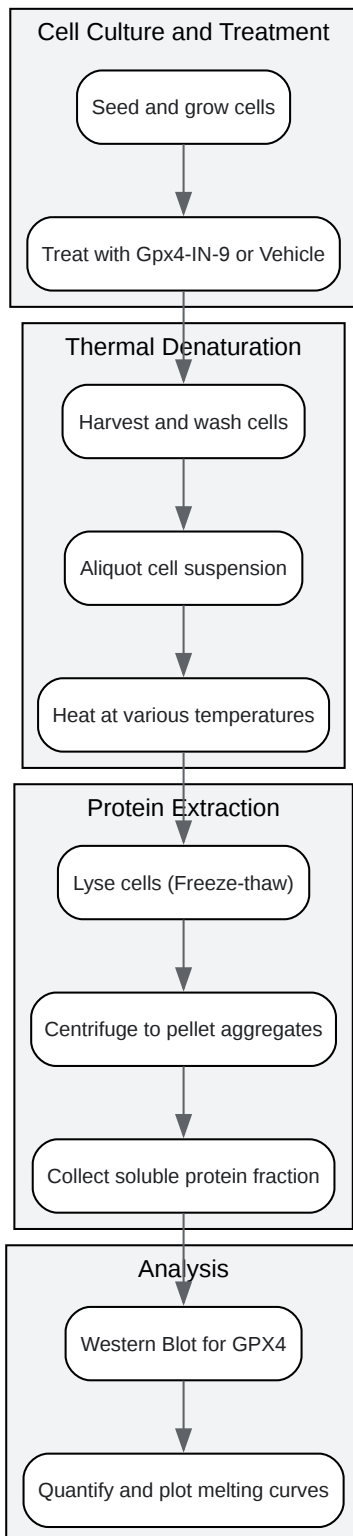 Cell Culture and Treatment
Seed and grow cells
Treat with Gpx4-IN-9 or Vehicle
Thermal Denaturation
Harvest and wash cells
Aliquot cell suspension
Heat at various temperatures
Protein Extraction
Lyse cells (Freeze-thaw)
Centrifuge to pellet aggregates
Collect soluble protein fraction
Analysis
Western Blot for GPX4
Quantify and plot melting curves